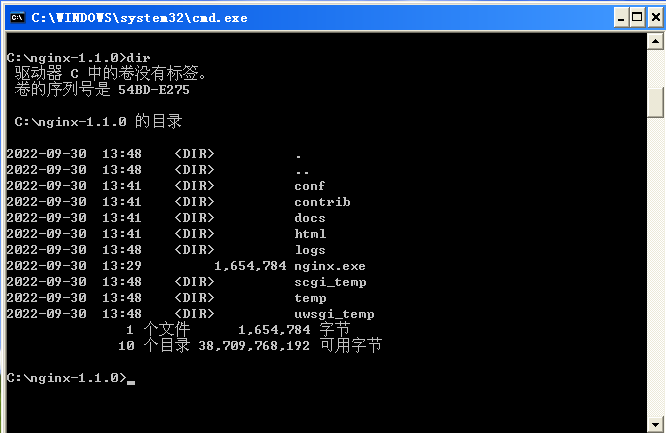 C:\WINDOWS\system32\cmd.exe
C:\nginx-1.1.0>dir
驱动器 C 中的卷没有标签。
卷的序列号是 54BD-E275
C:\nginx-1.1.0 的目录
2022-09-30  13:48    <DIR>          .
2022-09-30  13:48    <DIR>          ..
2022-09-30  13:41    <DIR>          conf
2022-09-30  13:41    <DIR>          contrib
2022-09-30  13:41    <DIR>          docs
2022-09-30  13:41    <DIR>          html
2022-09-30  13:48    <DIR>          logs
2022-09-30  13:29         1,654,784 nginx.exe
2022-09-30  13:48    <DIR>          scgi_temp
2022-09-30  13:48    <DIR>          temp
2022-09-30  13:48    <DIR>          uwsgi_temp
1 个文件      1,654,784 字节
10 个目录 38,709,768,192 可用字节
C:\nginx-1.1.0>